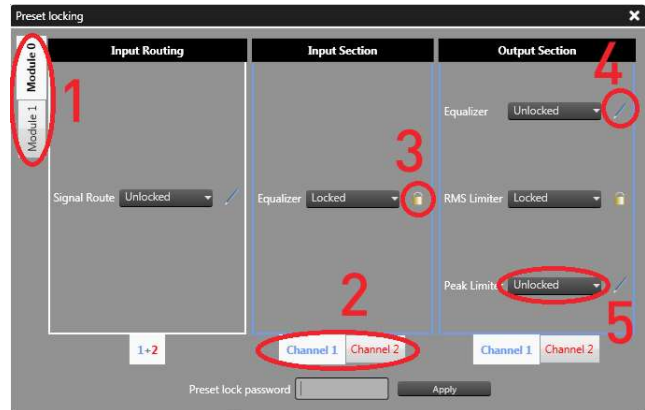 Preset locking
Module 0
Module 1
1
Input Routing
Signal Route Unlocked
1+2
Input Section
3
Equalizer Locked
2
Channel 1 Channel 2
Output Section
4
Equalizer Unlocked
RMS Limiter Locked
Peak Limiter Unlocked
5
Channel 1 Channel 2
Preset lock password Apply